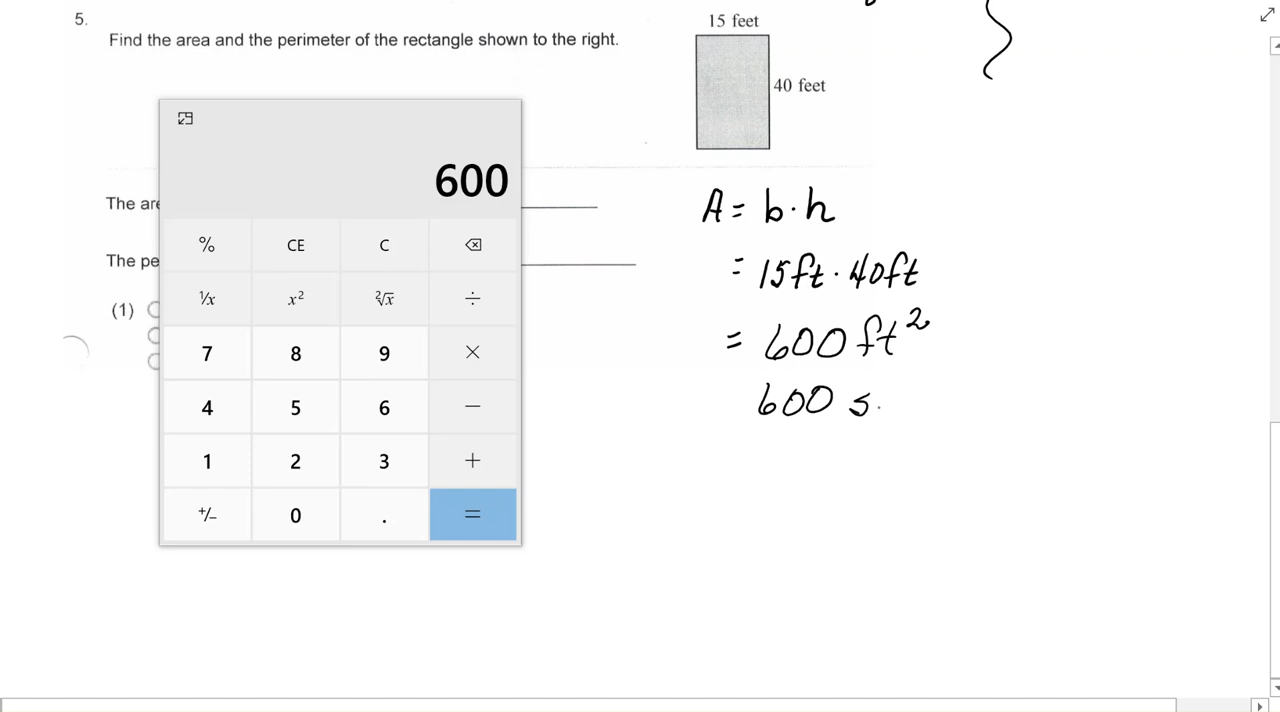 5.
Find the area and the perimeter of the rectangle shown to the right.
15 feet
40 feet
The are
The pe
(1)
600
%
CE
C
⌫
¹/x
x²
²√x
÷
7
8
9
×
4
5
6
−
1
2
3
+
+/−
0
.
=
A = b · h
= 15ft · 40ft
= 600 ft²
600 s